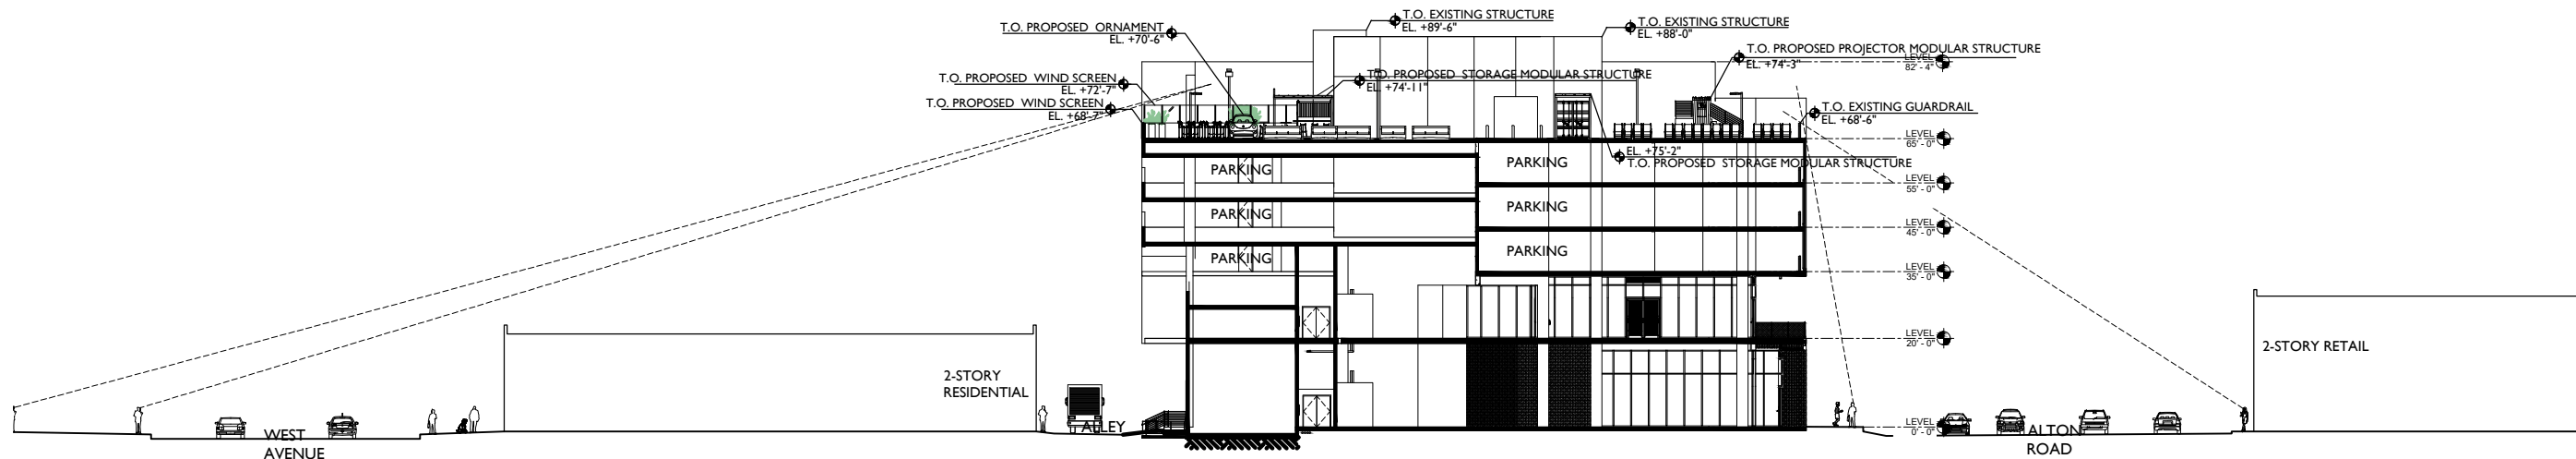 T.O. EXISTING STRUCTURE
EL. +89'-6"
T.O. EXISTING STRUCTURE
EL. +88'-0"
T.O. PROPOSED  ORNAMENT
EL. +70'-6"
T.O. PROPOSED PROJECTOR MODULAR STRUCTURE
EL. +74'-3"
LEVEL
82' - 4"
T.O. PROPOSED  WIND SCREEN
EL. +72'-7"
T.O. PROPOSED  STORAGE MODULAR STRUCTURE
EL. +74'-11"
T.O. PROPOSED  WIND SCREEN
EL. +68'-7"
T.O. EXISTING GUARDRAIL
EL. +68'-6"
LEVEL
65' - 0"
EL. +75'-2"
T.O. PROPOSED  STORAGE MODULAR STRUCTURE
PARKING
PARKING
LEVEL
55' - 0"
PARKING
PARKING
LEVEL
45' - 0"
PARKING
PARKING
LEVEL
35' - 0"
LEVEL
20' - 0"
2-STORY RETAIL
2-STORY
RESIDENTIAL
LEVEL
0' - 0"
ALLEY
WEST
AVENUE
ALTON
ROAD